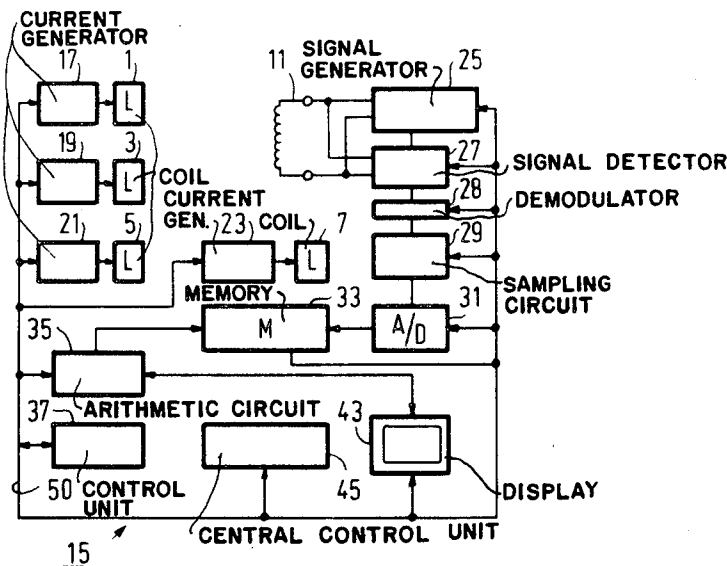 CURRENT
GENERATOR
17
1
L
19
3
L
COIL
21
5
L
CURRENT
GEN.
23
COIL
7
L
11
SIGNAL
GENERATOR
25
27
SIGNAL DETECTOR
28
DEMODULATOR
29
SAMPLING
CIRCUIT
MEMORY
33
M
31
A/D
35
ARITHMETIC CIRCUIT
37
50
CONTROL
UNIT
45
43
DISPLAY
CENTRAL CONTROL UNIT
15